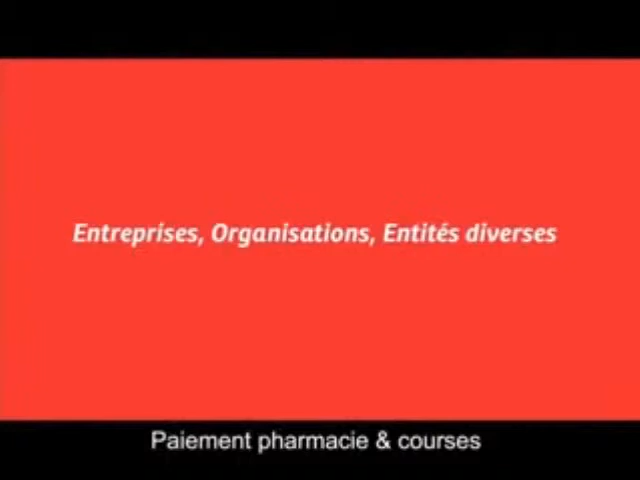 Entreprises, Organisations, Entités diverses
Paiement pharmacie & courses